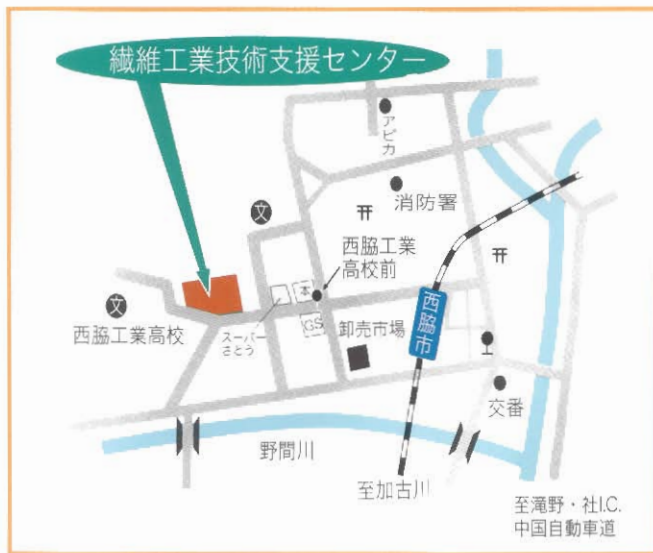 繊維工業技術支援センター
アピカ
消防署
文
西脇工業
高校前
文
西脇工業高校
本
スーパー
さとう
GS
卸売市場
西脇市
交番
野間川
至加古川
至滝野・社I.C.
中国自動車道